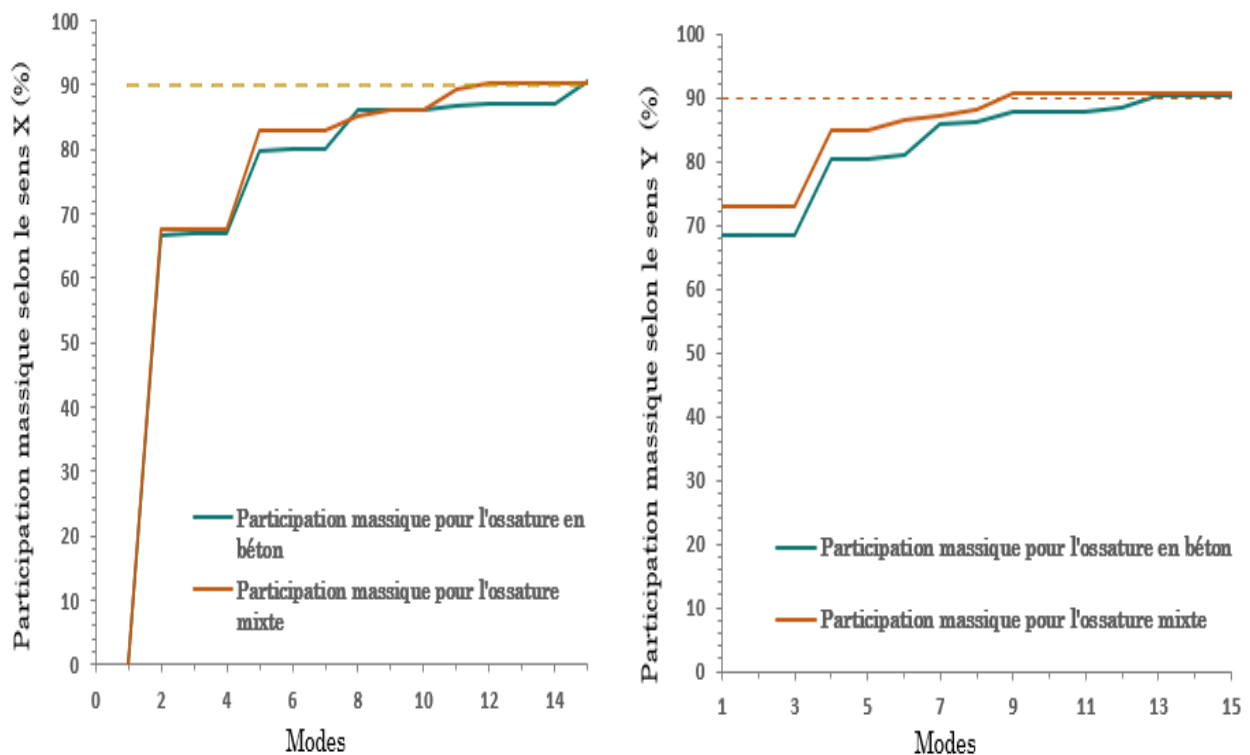 Participation massique selon le sens X (%)
100
90
80
70
60
50
40
30
20
10
0
Participation massique pour l'ossature en
béton
Participation massique pour l'ossature
mixte
0 2 4 6 8 10 12 14
Modes
Participation massique selon le sens Y (%)
100
90
80
70
60
50
40
30
20
10
0
Participation massique pour l'ossature en béton
Participation massique pour l'ossature mixte
1 3 5 7 9 11 13 15
Modes